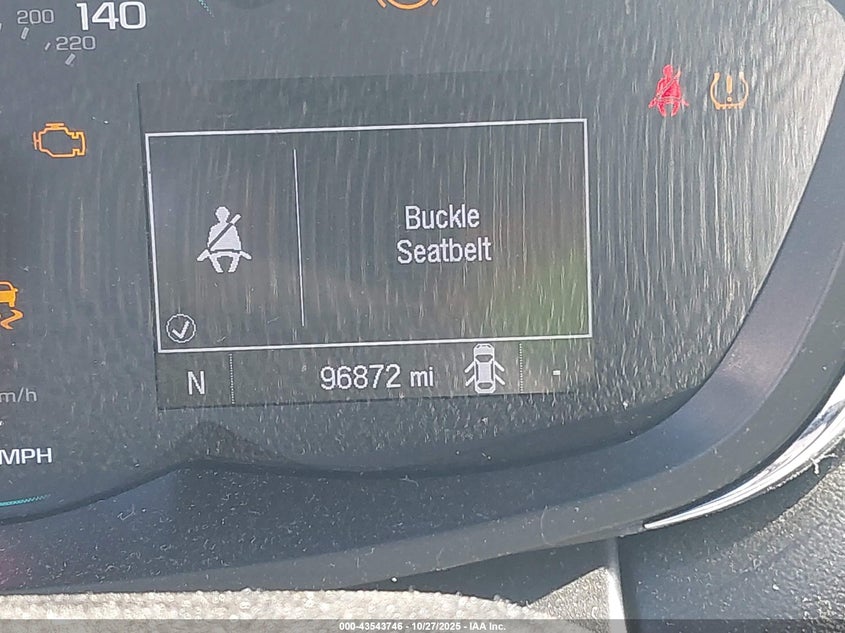 200 140
220
Buckle
Seatbelt
N 96872 mi -
m/h
MPH
000-43543746 - 10/27/2025 - IAA Inc.